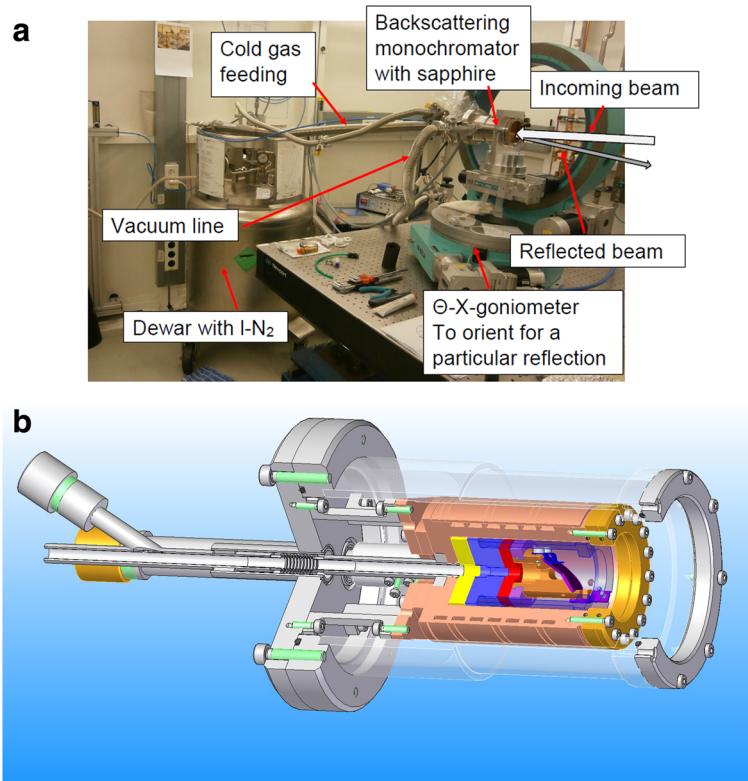 a
Cold gas
feeding
Backscattering
monochromator
with sapphire
Incoming beam
Vacuum line
Reflected beam
Dewar with l-N₂
Θ-X-goniometer
To orient for a
particular reflection
b